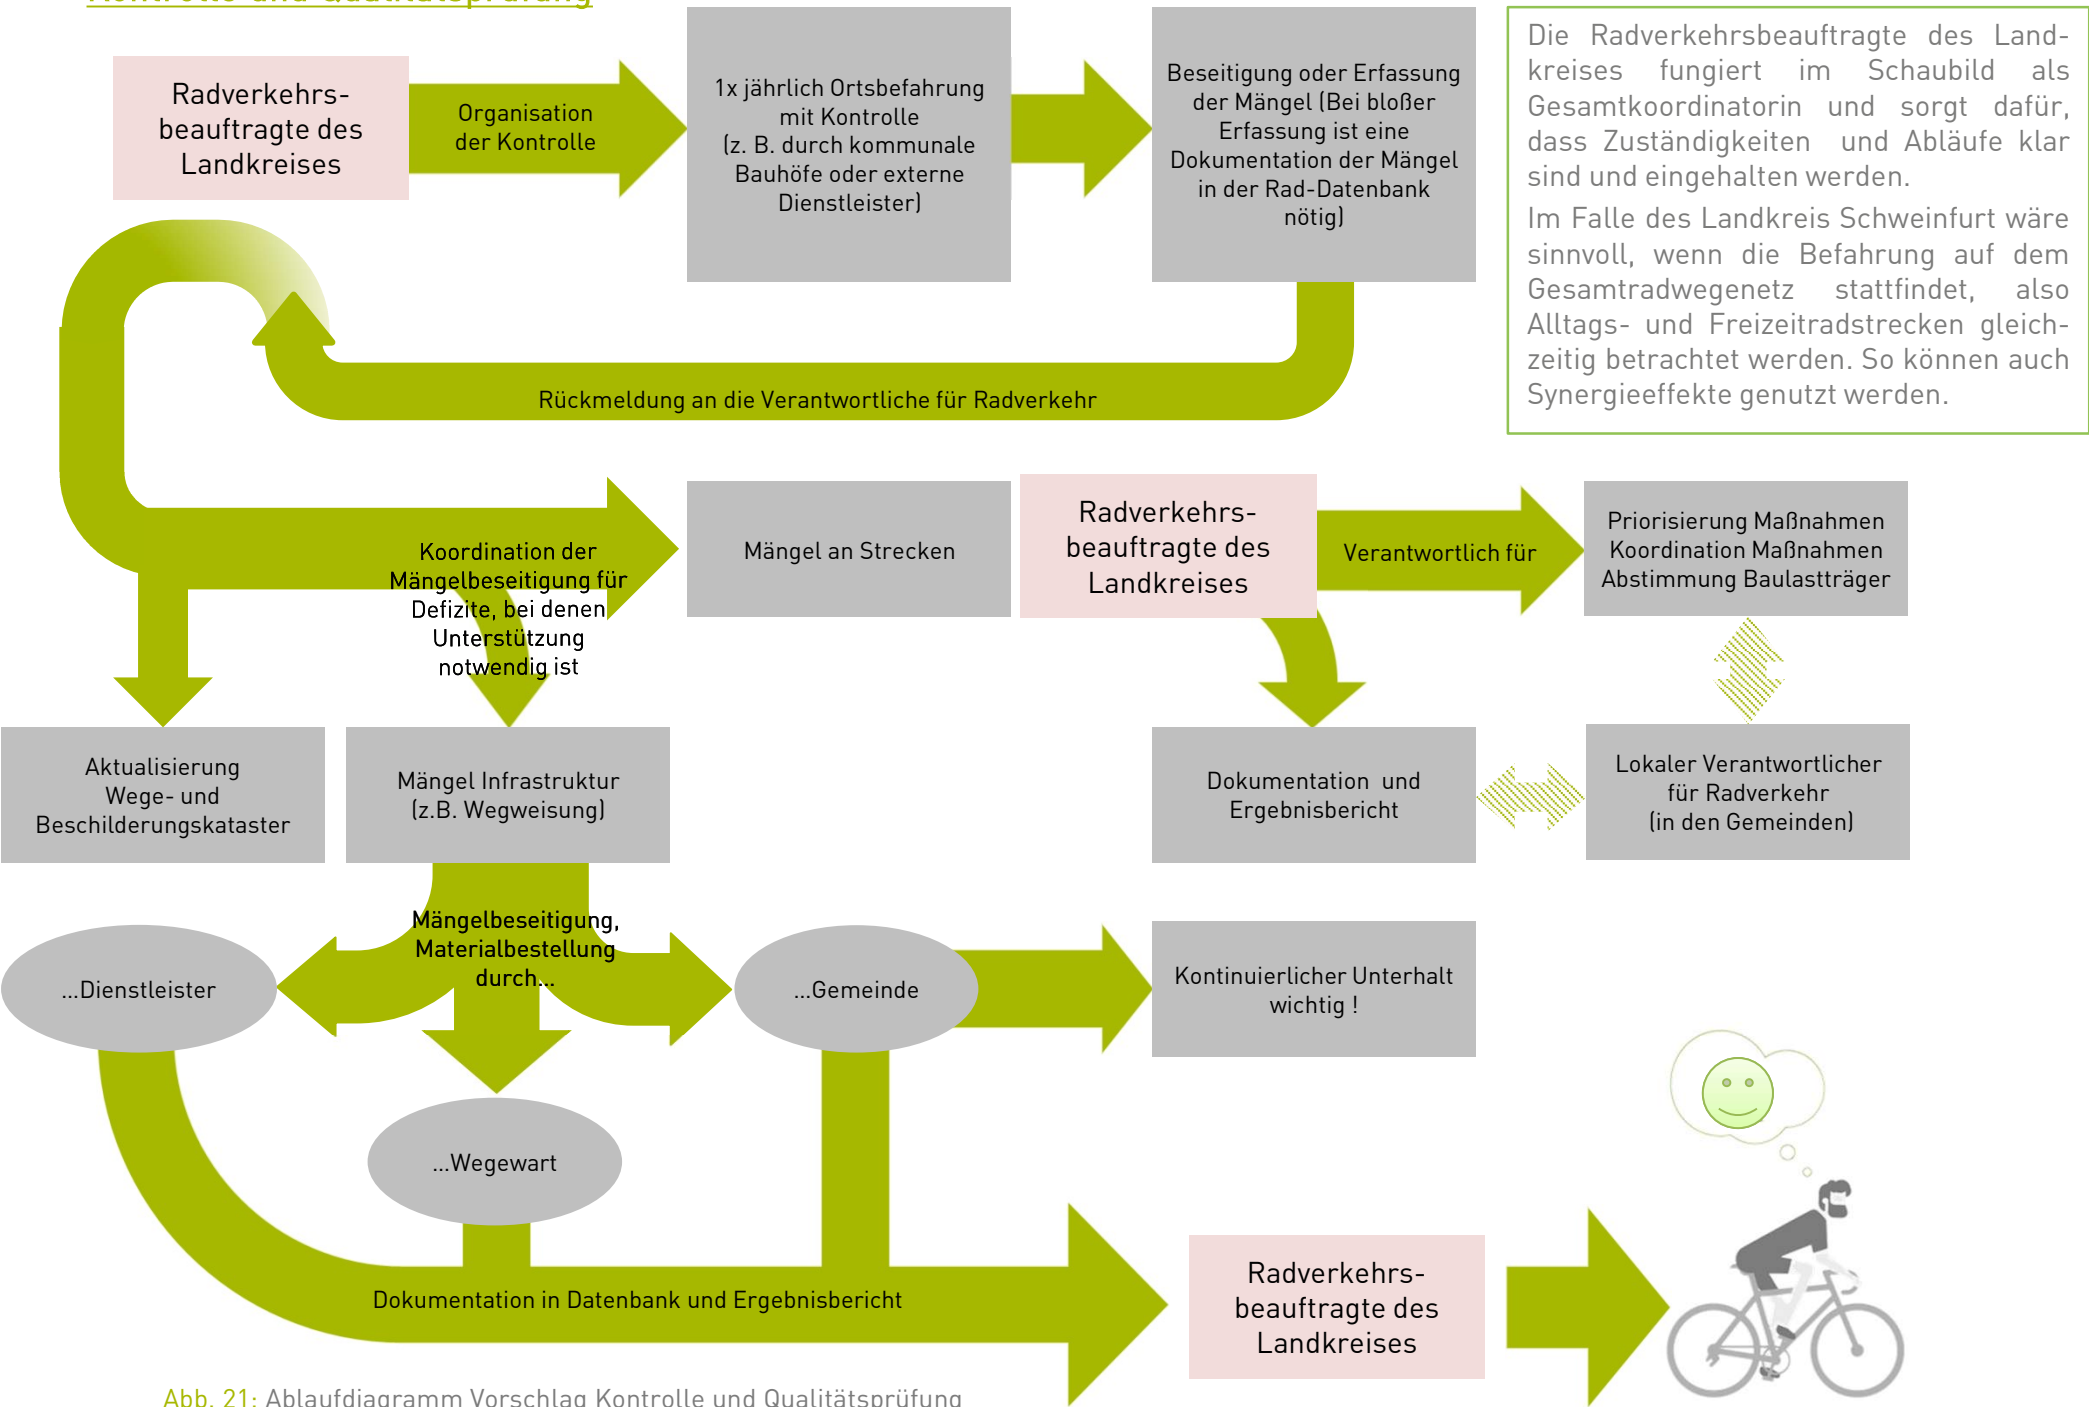 Kontrolle und Qualitätsprüfung
Radverkehrs-
beauftragte des
Landkreises
Organisation
der Kontrolle
1x jährlich Ortsbefahrung
mit Kontrolle
(z. B. durch kommunale
Bauhöfe oder externe
Dienstleister)
Beseitigung oder Erfassung
der Mängel (Bei bloßer
Erfassung ist eine
Dokumentation der Mängel
in der Rad-Datenbank
nötig)
Die Radverkehrsbeauftragte des Land-
kreises fungiert im Schaubild als
Gesamtkoordinatorin und sorgt dafür,
dass Zuständigkeiten und Abläufe klar
sind und eingehalten werden.
Im Falle des Landkreis Schweinfurt wäre
sinnvoll, wenn die Befahrung auf dem
Gesamtradwegenetz stattfindet, also
Alltags- und Freizeitradstrecken gleich-
zeitig betrachtet werden. So können auch
Synergieeffekte genutzt werden.
Rückmeldung an die Verantwortliche für Radverkehr
Koordination der
Mängelbeseitigung für
Defizite, bei denen
Unterstützung
notwendig ist
Mängel an Strecken
Radverkehrs-
beauftragte des
Landkreises
Verantwortlich für
Priorisierung Maßnahmen
Koordination Maßnahmen
Abstimmung Baulastträger
Aktualisierung
Wege- und
Beschilderungskataster
Mängel Infrastruktur
(z.B. Wegweisung)
Dokumentation und
Ergebnisbericht
Lokaler Verantwortlicher
für Radverkehr
(in den Gemeinden)
Mängelbeseitigung,
Materialbestellung
durch...
...Dienstleister
...Gemeinde
Kontinuierlicher Unterhalt
wichtig !
...Wegewart
Dokumentation in Datenbank und Ergebnisbericht
Radverkehrs-
beauftragte des
Landkreises
Abb. 21: Ablaufdiagramm Vorschlag Kontrolle und Qualitätsprüfung